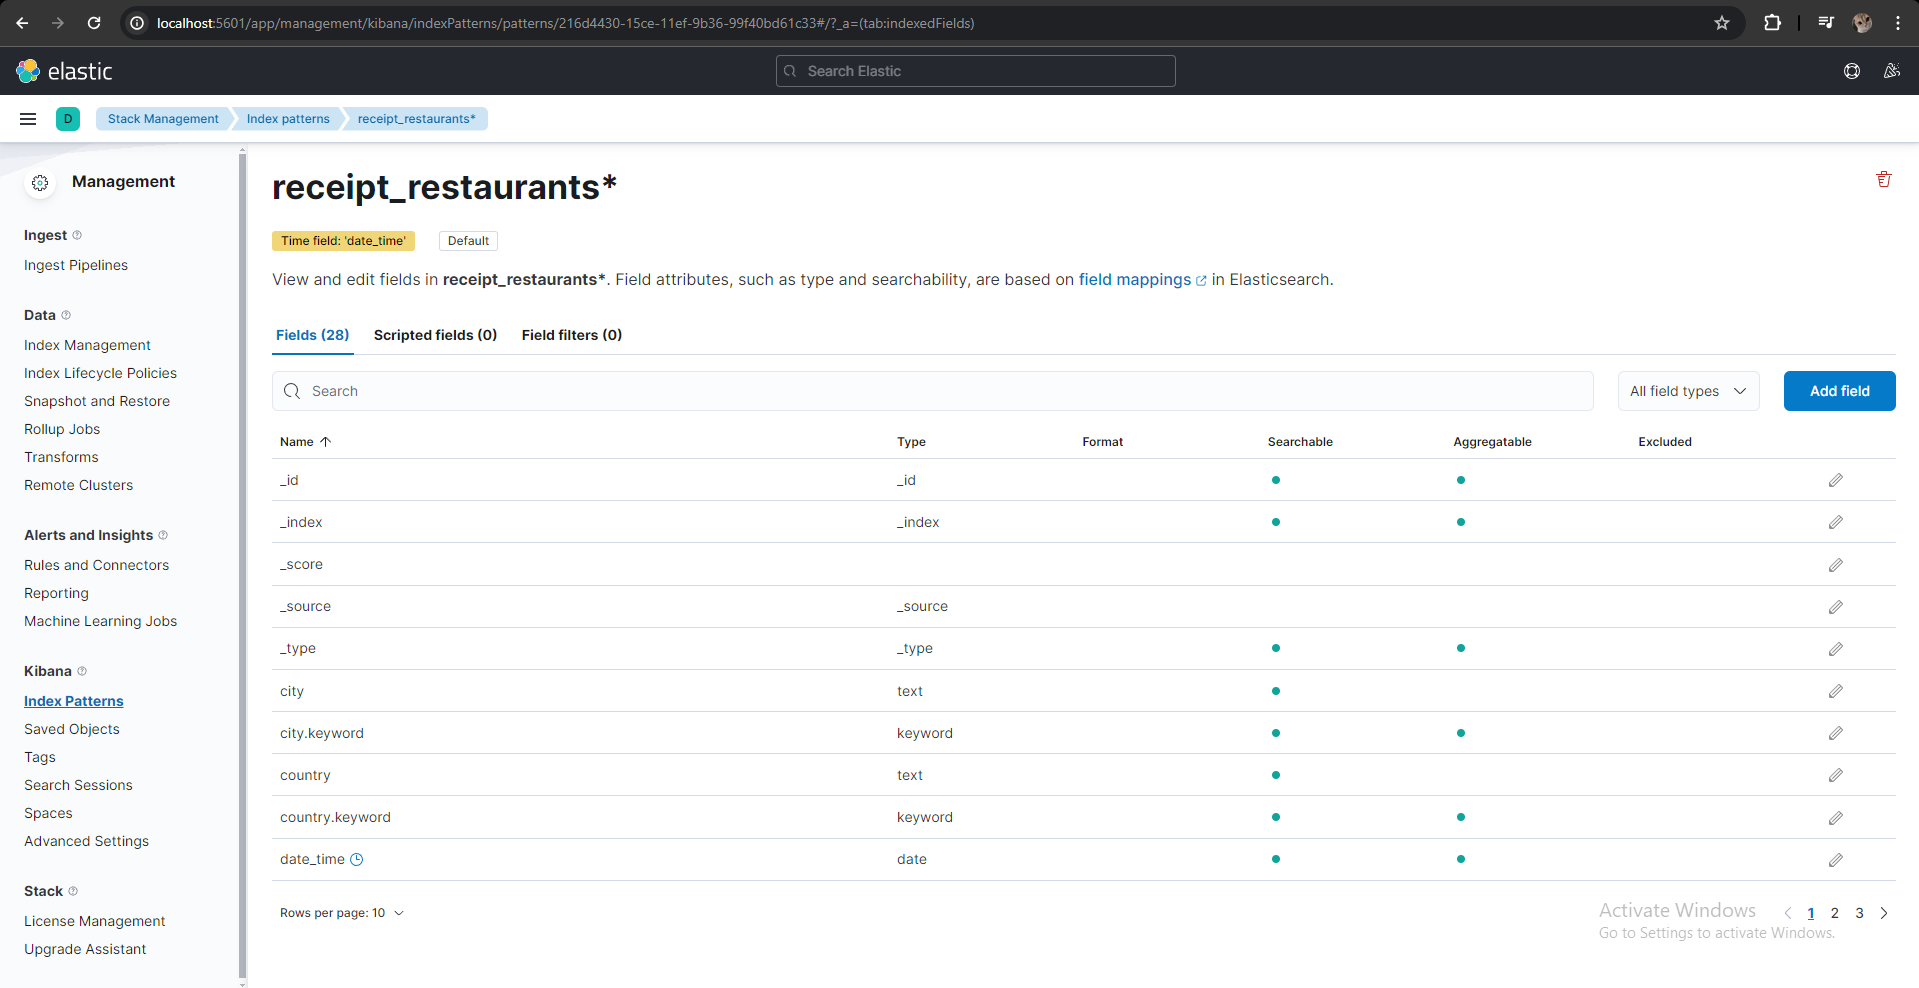 localhost:5601/app/management/kibana/indexPatterns/patterns/216d4430-15ce-11ef-9b36-99f40bd61c33#/?_a=(tab:indexedFields)
elastic
Search Elastic
D
Stack Management
Index patterns
receipt_restaurants*
Management
Ingest
Ingest Pipelines
Data
Index Management
Index Lifecycle Policies
Snapshot and Restore
Rollup Jobs
Transforms
Remote Clusters
Alerts and Insights
Rules and Connectors
Reporting
Machine Learning Jobs
Kibana
Index Patterns
Saved Objects
Tags
Search Sessions
Spaces
Advanced Settings
Stack
License Management
Upgrade Assistant
receipt_restaurants*
Time field: 'date_time' Default
View and edit fields in receipt_restaurants*. Field attributes, such as type and searchability, are based on field mappings in Elasticsearch.
Fields (28) Scripted fields (0) Field filters (0)
Search All field types Add field
Name Type Format Searchable Aggregatable Excluded
_id _id
_index _index
_score
_source _source
_type _type
city text
city.keyword keyword
country text
country.keyword keyword
date_time date
Rows per page: 10 1 2 3
Activate Windows
Go to Settings to activate Windows.